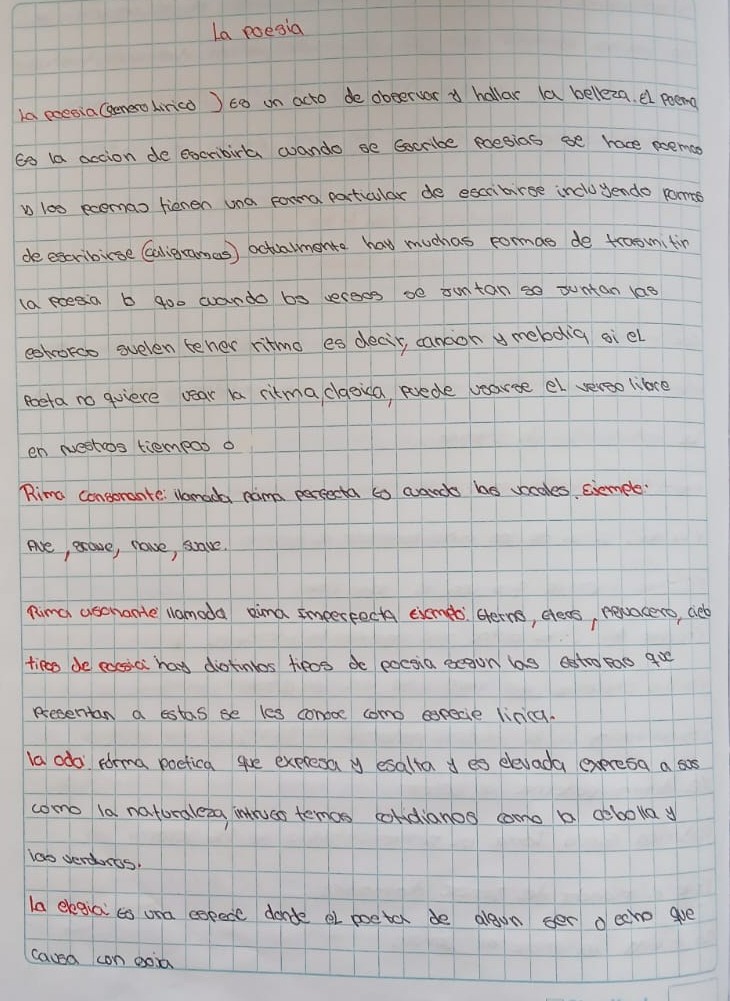 La poesia
la poesia (Genero Lirico) es un acto de observar y hallar la belleza. El poema
Es la accion de escribirla cuando se Escribe poesias se hace poemas
y los poemas tienen una forma particular de escribirse incluyendo formas
de escribirse (caligramas) actualmente hay muchas formas de trasmitir
la poesia cuando los versos se juntan se juntan las
estrofas suelen tener ritmo es decir, cancion y melodia si el
poeta no quiere usar la ritma clasica, puede usarse el verso libre
en nuestros tiempos o
Rima Consonante: llamada rima perfecta es cuando las vocales. Ejemplo:
Ave, grave, nave, suave.
Rima asonante llamada rima Imperfecta ejemplo: Eterno, cielo
tipos de poesia hay distintos tipos de poesia segun las estrofas que
Presentan a estas se les conoce como especie lirica.
la oda: forma poetica que expresa y esalta y es elevada expresa a sus
como la naturaleza, temas cotidianos como la cebolla y
las verduras.
la elegia: es una especie donde el poeta de algun ser o echo que
causa con